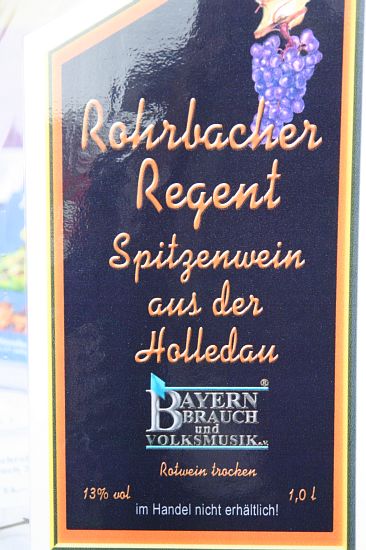 Rohrbacher
Regent
Spitzenwein
aus der
Holledau
BAYERN ®
BRAUCH
und
VOLKSMUSIK e.V.
Rotwein trocken
13% vol 1,0 l
im Handel nicht erhältlich!